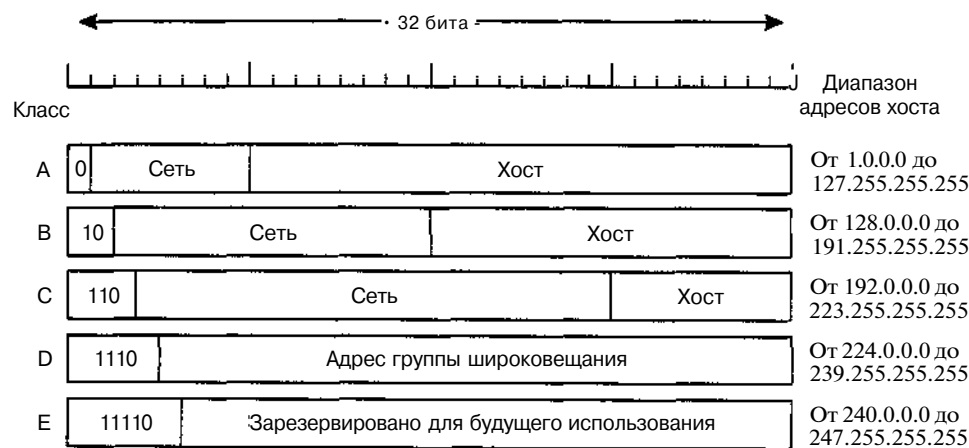 32 бита
Диапазон
адресов хоста
Класс
A 0 Сеть Хост От 1.0.0.0 до
127.255.255.255
B 10 Сеть Хост От 128.0.0.0 до
191.255.255.255
C 110 Сеть Хост От 192.0.0.0 до
223.255.255.255
D 1110 Адрес группы широковещания От 224.0.0.0 до
239.255.255.255
E 11110 Зарезервировано для будущего использования От 240.0.0.0 до
247.255.255.255